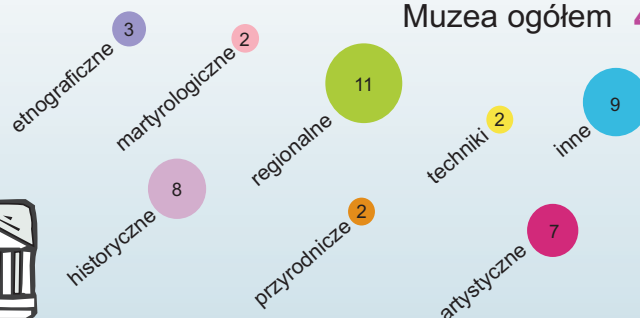 Muzea ogółem
etnograficzne 3
martyrologiczne 2
regionalne 11
techniki 2
inne 9
historyczne 8
przyrodnicze 2
artystyczne 7